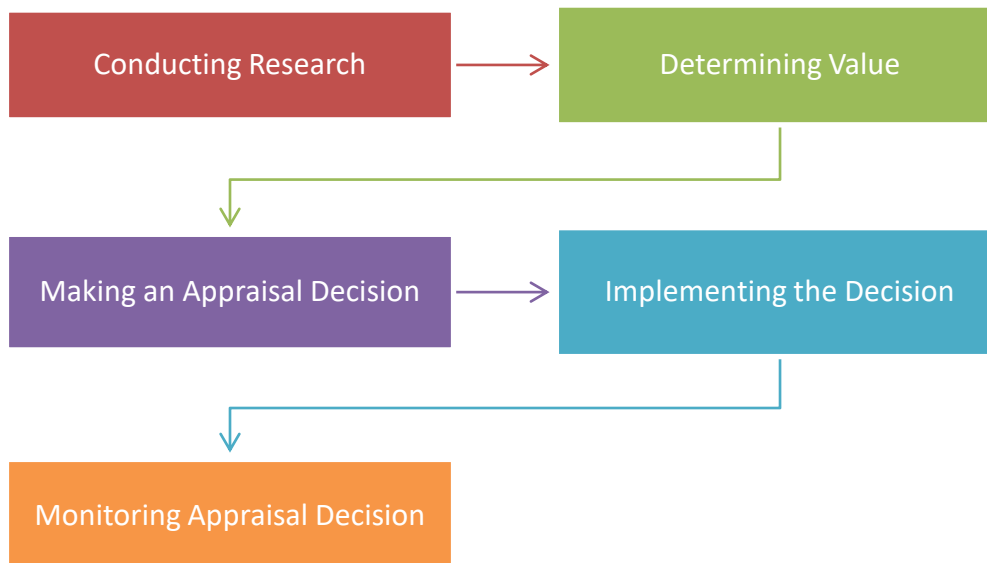 Conducting Research
Determining Value
Making an Appraisal Decision
Implementing the Decision
Monitoring Appraisal Decision